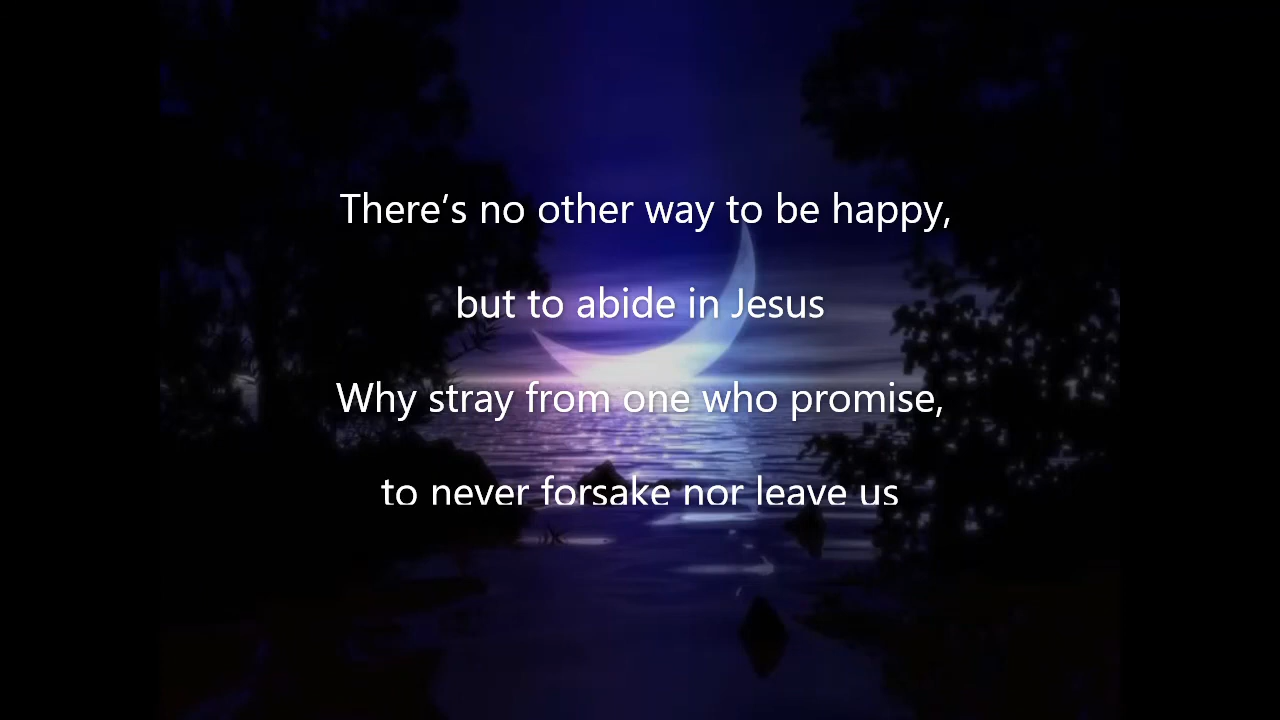 There’s no other way to be happy,
but to abide in Jesus
Why stray from one who promise,
to never forsake nor leave us